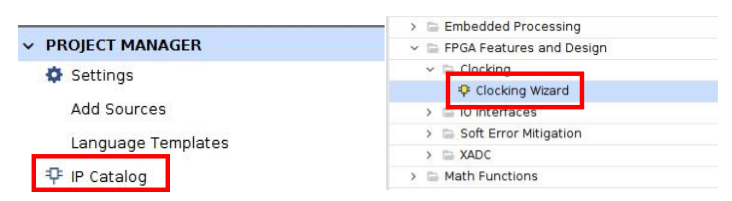 PROJECT MANAGER
Settings
Add Sources
Language Templates
IP Catalog
Embedded Processing
FPGA Features and Design
Clocking
Clocking Wizard
IO Interfaces
Soft Error Mitigation
XADC
Math Functions